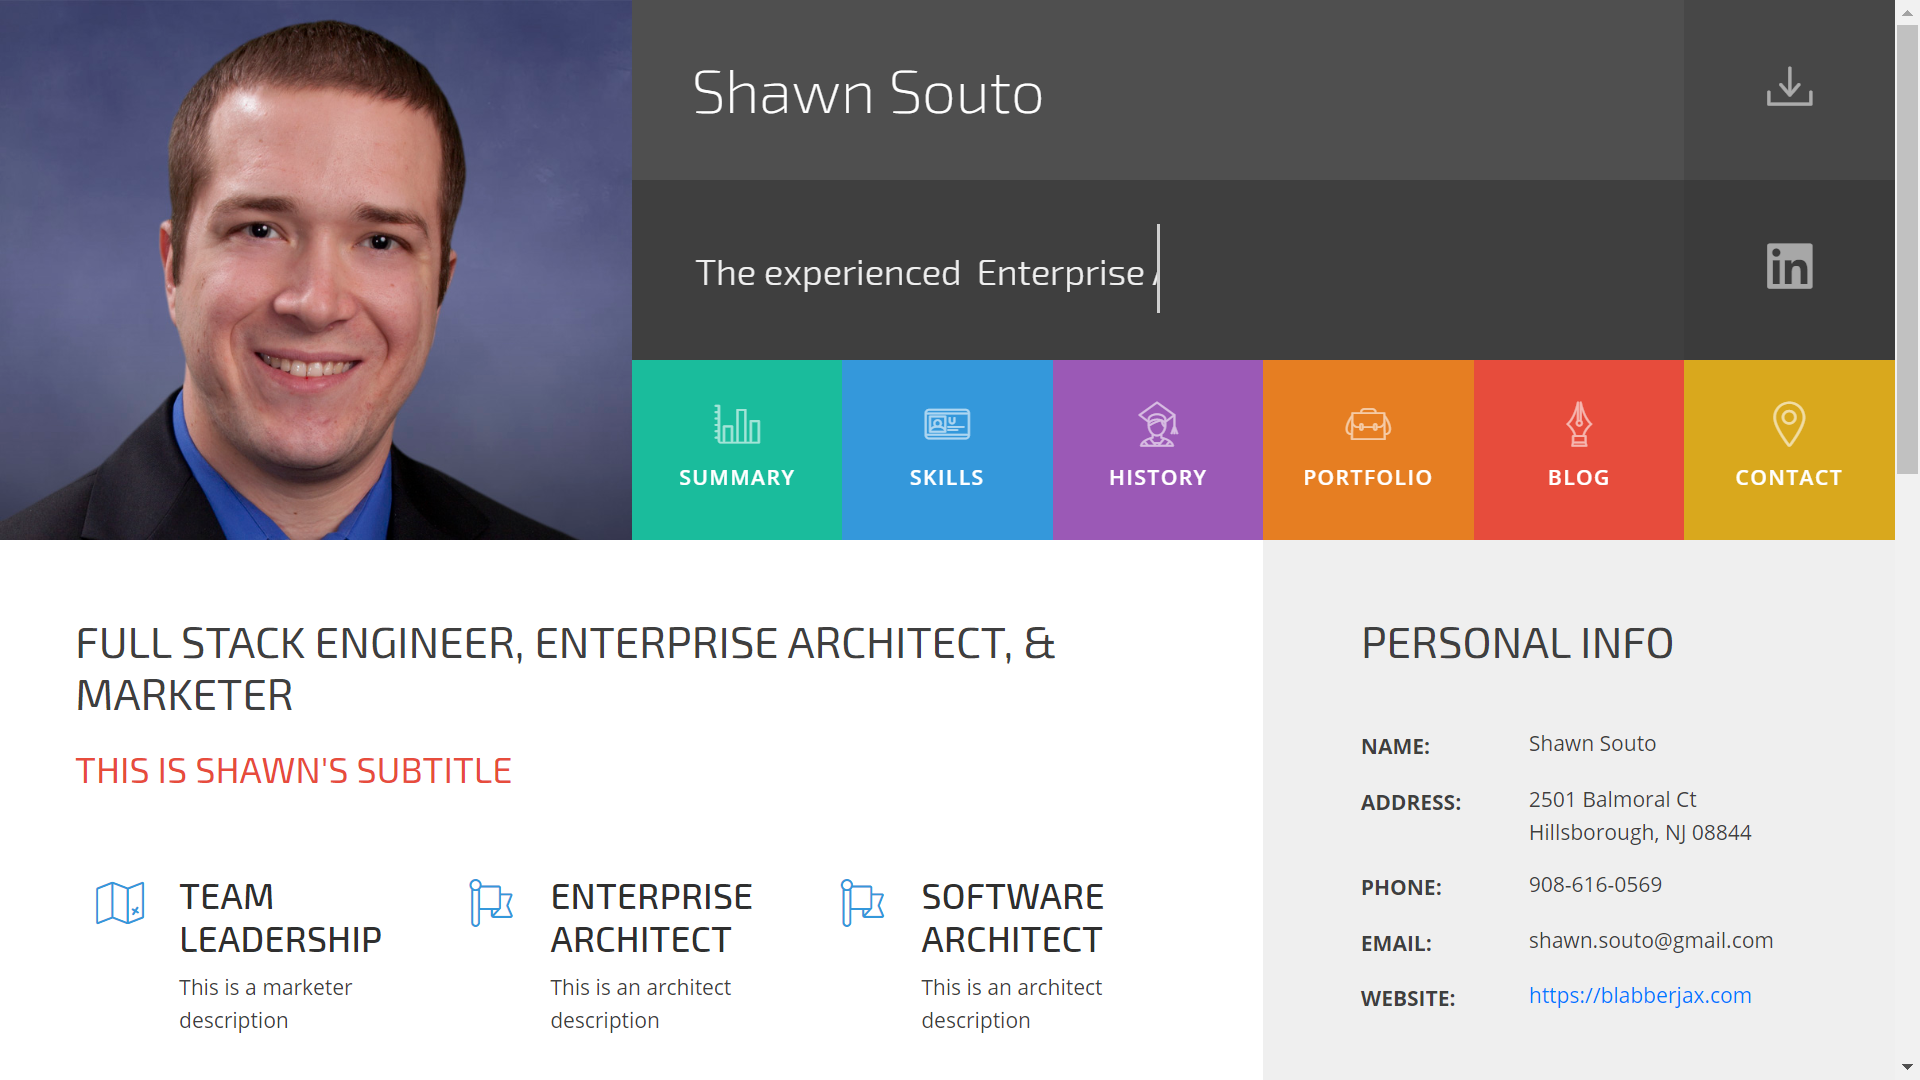 Shawn Souto
The experienced Enterprise
in
SUMMARY
SKILLS
HISTORY
PORTFOLIO
BLOG
CONTACT
FULL STACK ENGINEER, ENTERPRISE ARCHITECT, &
MARKETER
THIS IS SHAWN'S SUBTITLE
TEAM
LEADERSHIP
This is a marketer
description
ENTERPRISE
ARCHITECT
This is an architect
description
SOFTWARE
ARCHITECT
This is an architect
description
PERSONAL INFO
NAME: Shawn Souto
ADDRESS: 2501 Balmoral Ct
Hillsborough, NJ 08844
PHONE: 908-616-0569
EMAIL: shawn.souto@gmail.com
WEBSITE: https://blabberjax.com